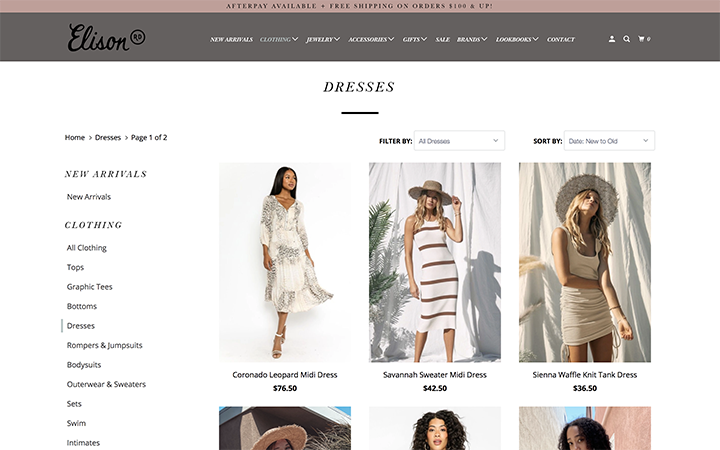 AFTERPAY AVAILABLE + FREE SHIPPING ON ORDERS $100 & UP!
Elison RD
NEW ARRIVALS CLOTHING JEWELRY ACCESSORIES GIFTS SALE BRANDS LOOKBOOKS CONTACT 0
DRESSES
Home > Dresses > Page 1 of 2
FILTER BY: All Dresses
SORT BY: Date: New to Old
NEW ARRIVALS
New Arrivals
CLOTHING
All Clothing
Tops
Graphic Tees
Bottoms
Dresses
Rompers & Jumpsuits
Bodysuits
Outerwear & Sweaters
Sets
Swim
Intimates
Coronado Leopard Midi Dress
$76.50
Savannah Sweater Midi Dress
$42.50
Sienna Waffle Knit Tank Dress
$36.50